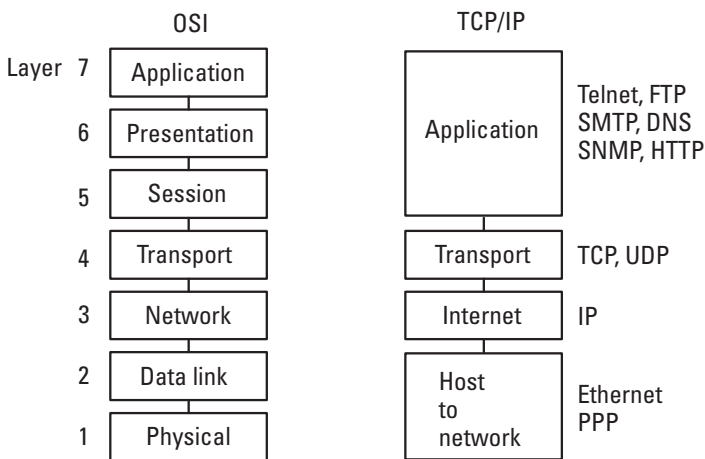 OSI
TCP/IP
Layer 7 Application
6 Presentation
5 Session
4 Transport
3 Network
2 Data link
1 Physical
Application
Telnet, FTP
SMTP, DNS
SNMP, HTTP
Transport TCP, UDP
Internet IP
Host
to
network
Ethernet
PPP